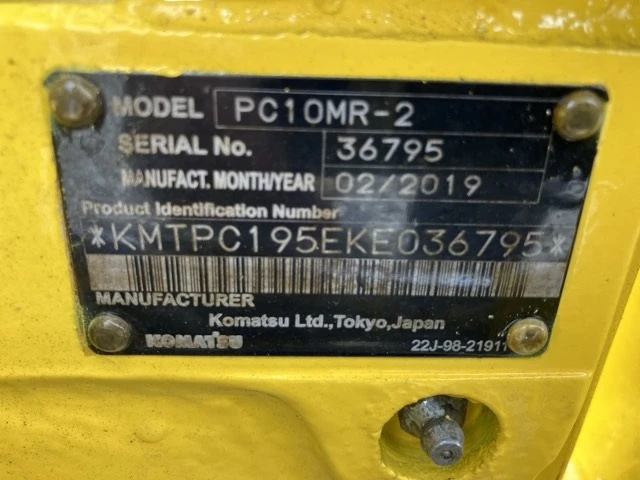 MODEL PC10MR-2
SERIAL No. 36795
MANUFACT. MONTH/YEAR 02/2019
Product Identification Number
*KMTPC195EKE036795*
MANUFACTURER
Komatsu Ltd.,Tokyo,Japan
KOMATSU 22J-98-21911